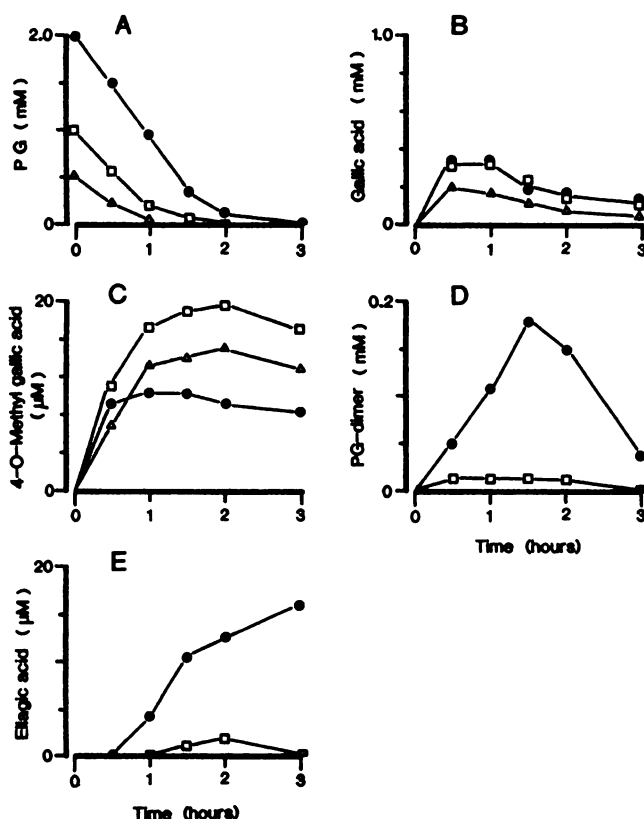 A
B
2.0
PG (mM)
0
0 1 2 3
1.0
Gallic acid (mM)
0
0 1 2 3
C
D
20
4-O-Methyl gallic acid
(μM)
0
0 1 2 3
0.2
PG-dimer (mM)
0
0 1 2 3
Time (hours)
E
20
Ellagic acid (μM)
0
0 1 2 3
Time (hours)